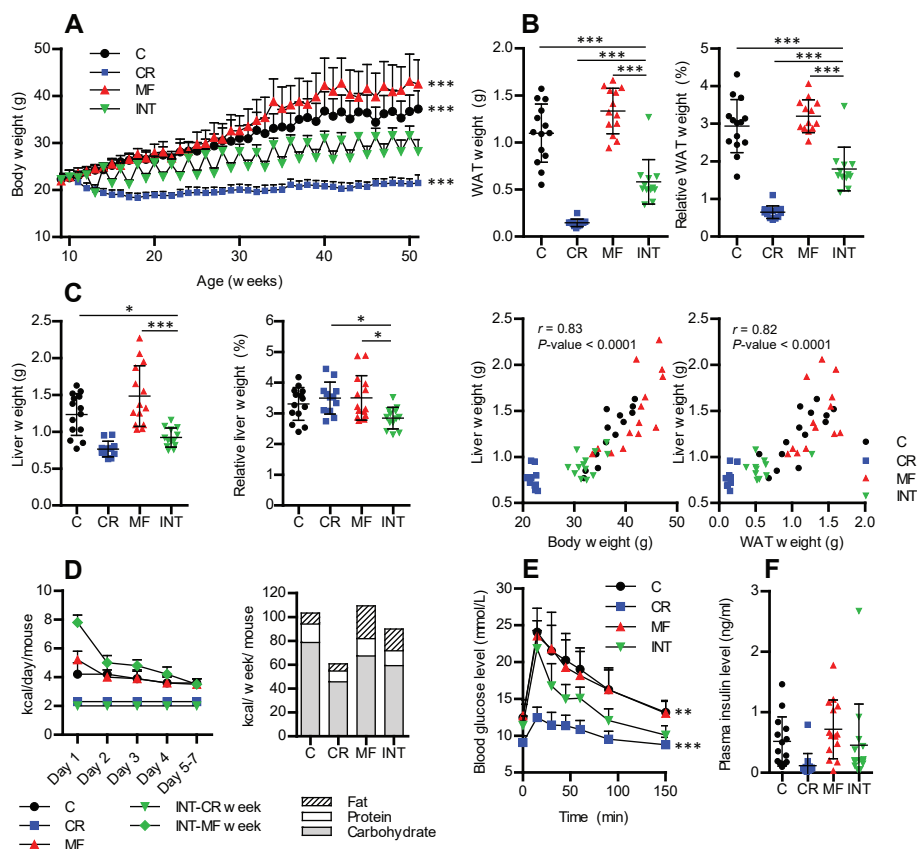 A
C
CR
MF
INT
Body weight (g)
50
40
30
20
10
***
***
***
10 20 30 40 50
Age (weeks)
B
WAT weight (g)
2.0
1.5
1.0
0.5
0.0
***
***
***
C CR MF INT
Relative WAT weight (%)
5
4
3
2
1
0
***
***
***
C CR MF INT
C
Liver weight (g)
2.5
2.0
1.5
1.0
0.5
0.0
*
***
C CR MF INT
Relative liver weight (%)
6
5
4
3
2
1
0
*
*
C CR MF INT
Liver weight (g)
2.5
2.0
1.5
1.0
0.5
r = 0.83
P-value < 0.0001
20 30 40 50
Body weight (g)
Liver weight (g)
2.5
2.0
1.5
1.0
0.5
r = 0.82
P-value < 0.0001
0.0 0.5 1.0 1.5 2.0
WAT weight (g)
C
CR
MF
INT
D
kcal/day/mouse
10
8
6
4
2
0
Day 1
Day 2
Day 3
Day 4
Day 5-7
C
CR
MF
INT-CR week
INT-MF week
kcal/week/mouse
120
100
80
60
40
20
0
C CR MF INT
Fat
Protein
Carbohydrate
E
Blood glucose level (mmol/L)
30
25
20
15
10
5
C
CR
MF
INT
**
***
0 50 100 150
Time (min)
F
Plasma insulin level (ng/ml)
4
3
2
1
0
C CR MF INT